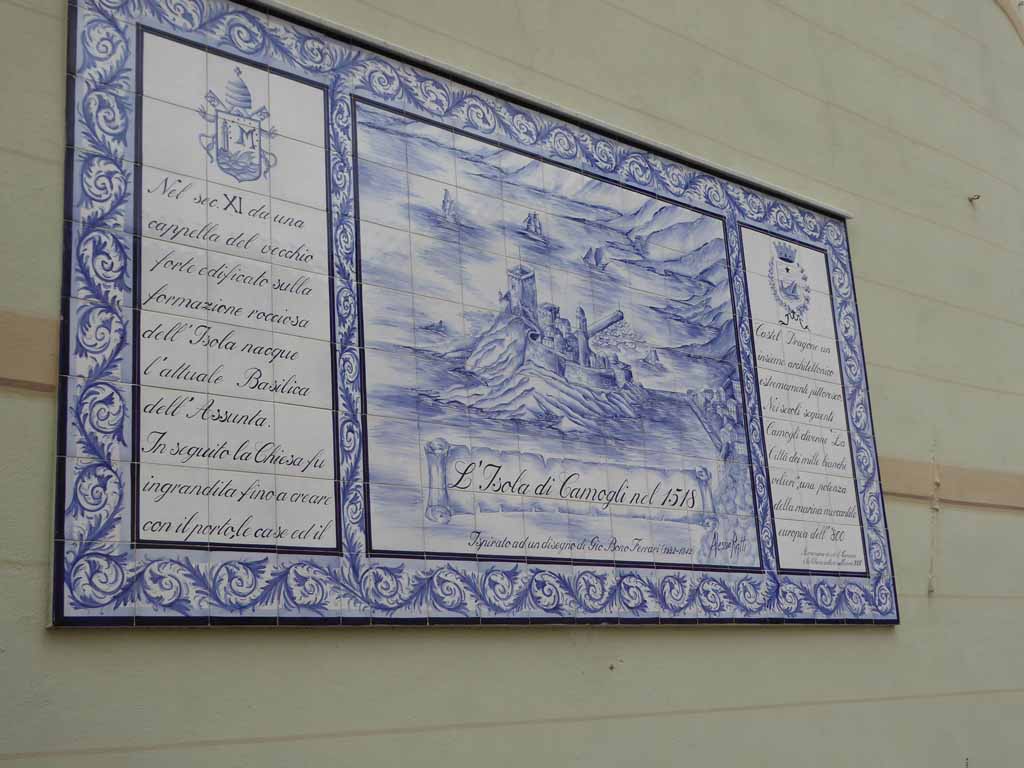 M
Nel sec XI da una
cappella del vecchio
forte edificato sulla
formazione rocciosa
dell'Isola nacque
l'attuale Basilica
dell'Assunta.
In seguito la Chiesa fu
ingrandita fino a creare
con il porto, le case ed il
L'Isola di Camogli nel 1518
Ispirato ad un disegno di Gio Bono Ferrari
Castel Dragone un
insieme architettonico
estremamente pittoresco
Nei secoli seguenti
Camogli divenne "La
Città dei mille bianchi
velieri", una potenza
della marina mercantile
europea dell'800